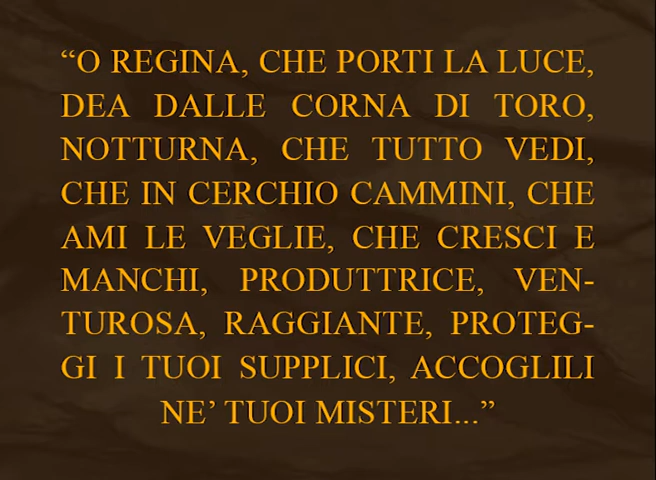 “O REGINA, CHE PORTI LA LUCE,
DEA DALLE CORNA DI TORO,
NOTTURNA, CHE TUTTO VEDI,
CHE IN CERCHIO CAMMINI, CHE
AMI LE VEGLIE, CHE CRESCI E
MANCHI, PRODUTTRICE, VEN-
TUROSA, RAGGIANTE, PROTEG-
GI I TUOI SUPPLICI, ACCOGLILI
NE’ TUOI MISTERI...”